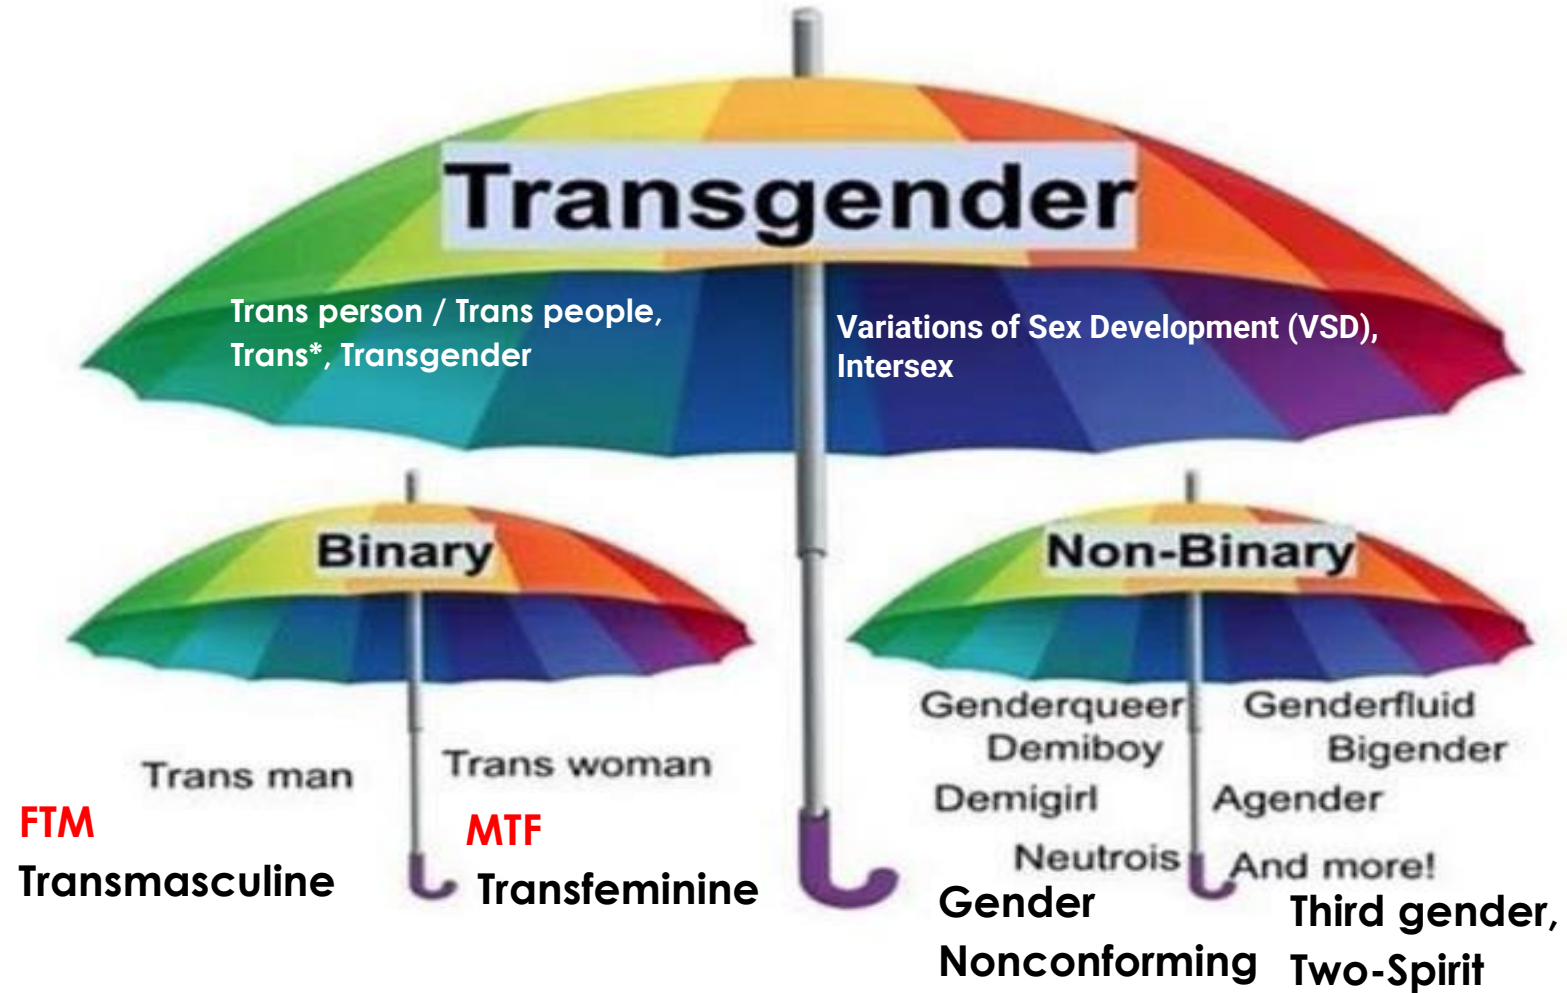 Transgender
Trans person / Trans people,
Trans*, Transgender
Variations of Sex Development (VSD),
Intersex
Binary
Trans man
Trans woman
FTM
Transmasculine
MTF
Transfeminine
Non-Binary
Genderqueer
Genderfluid
Demiboy
Bigender
Demigirl
Agender
Neutrois
And more!
Gender
Nonconforming
Third gender,
Two-Spirit